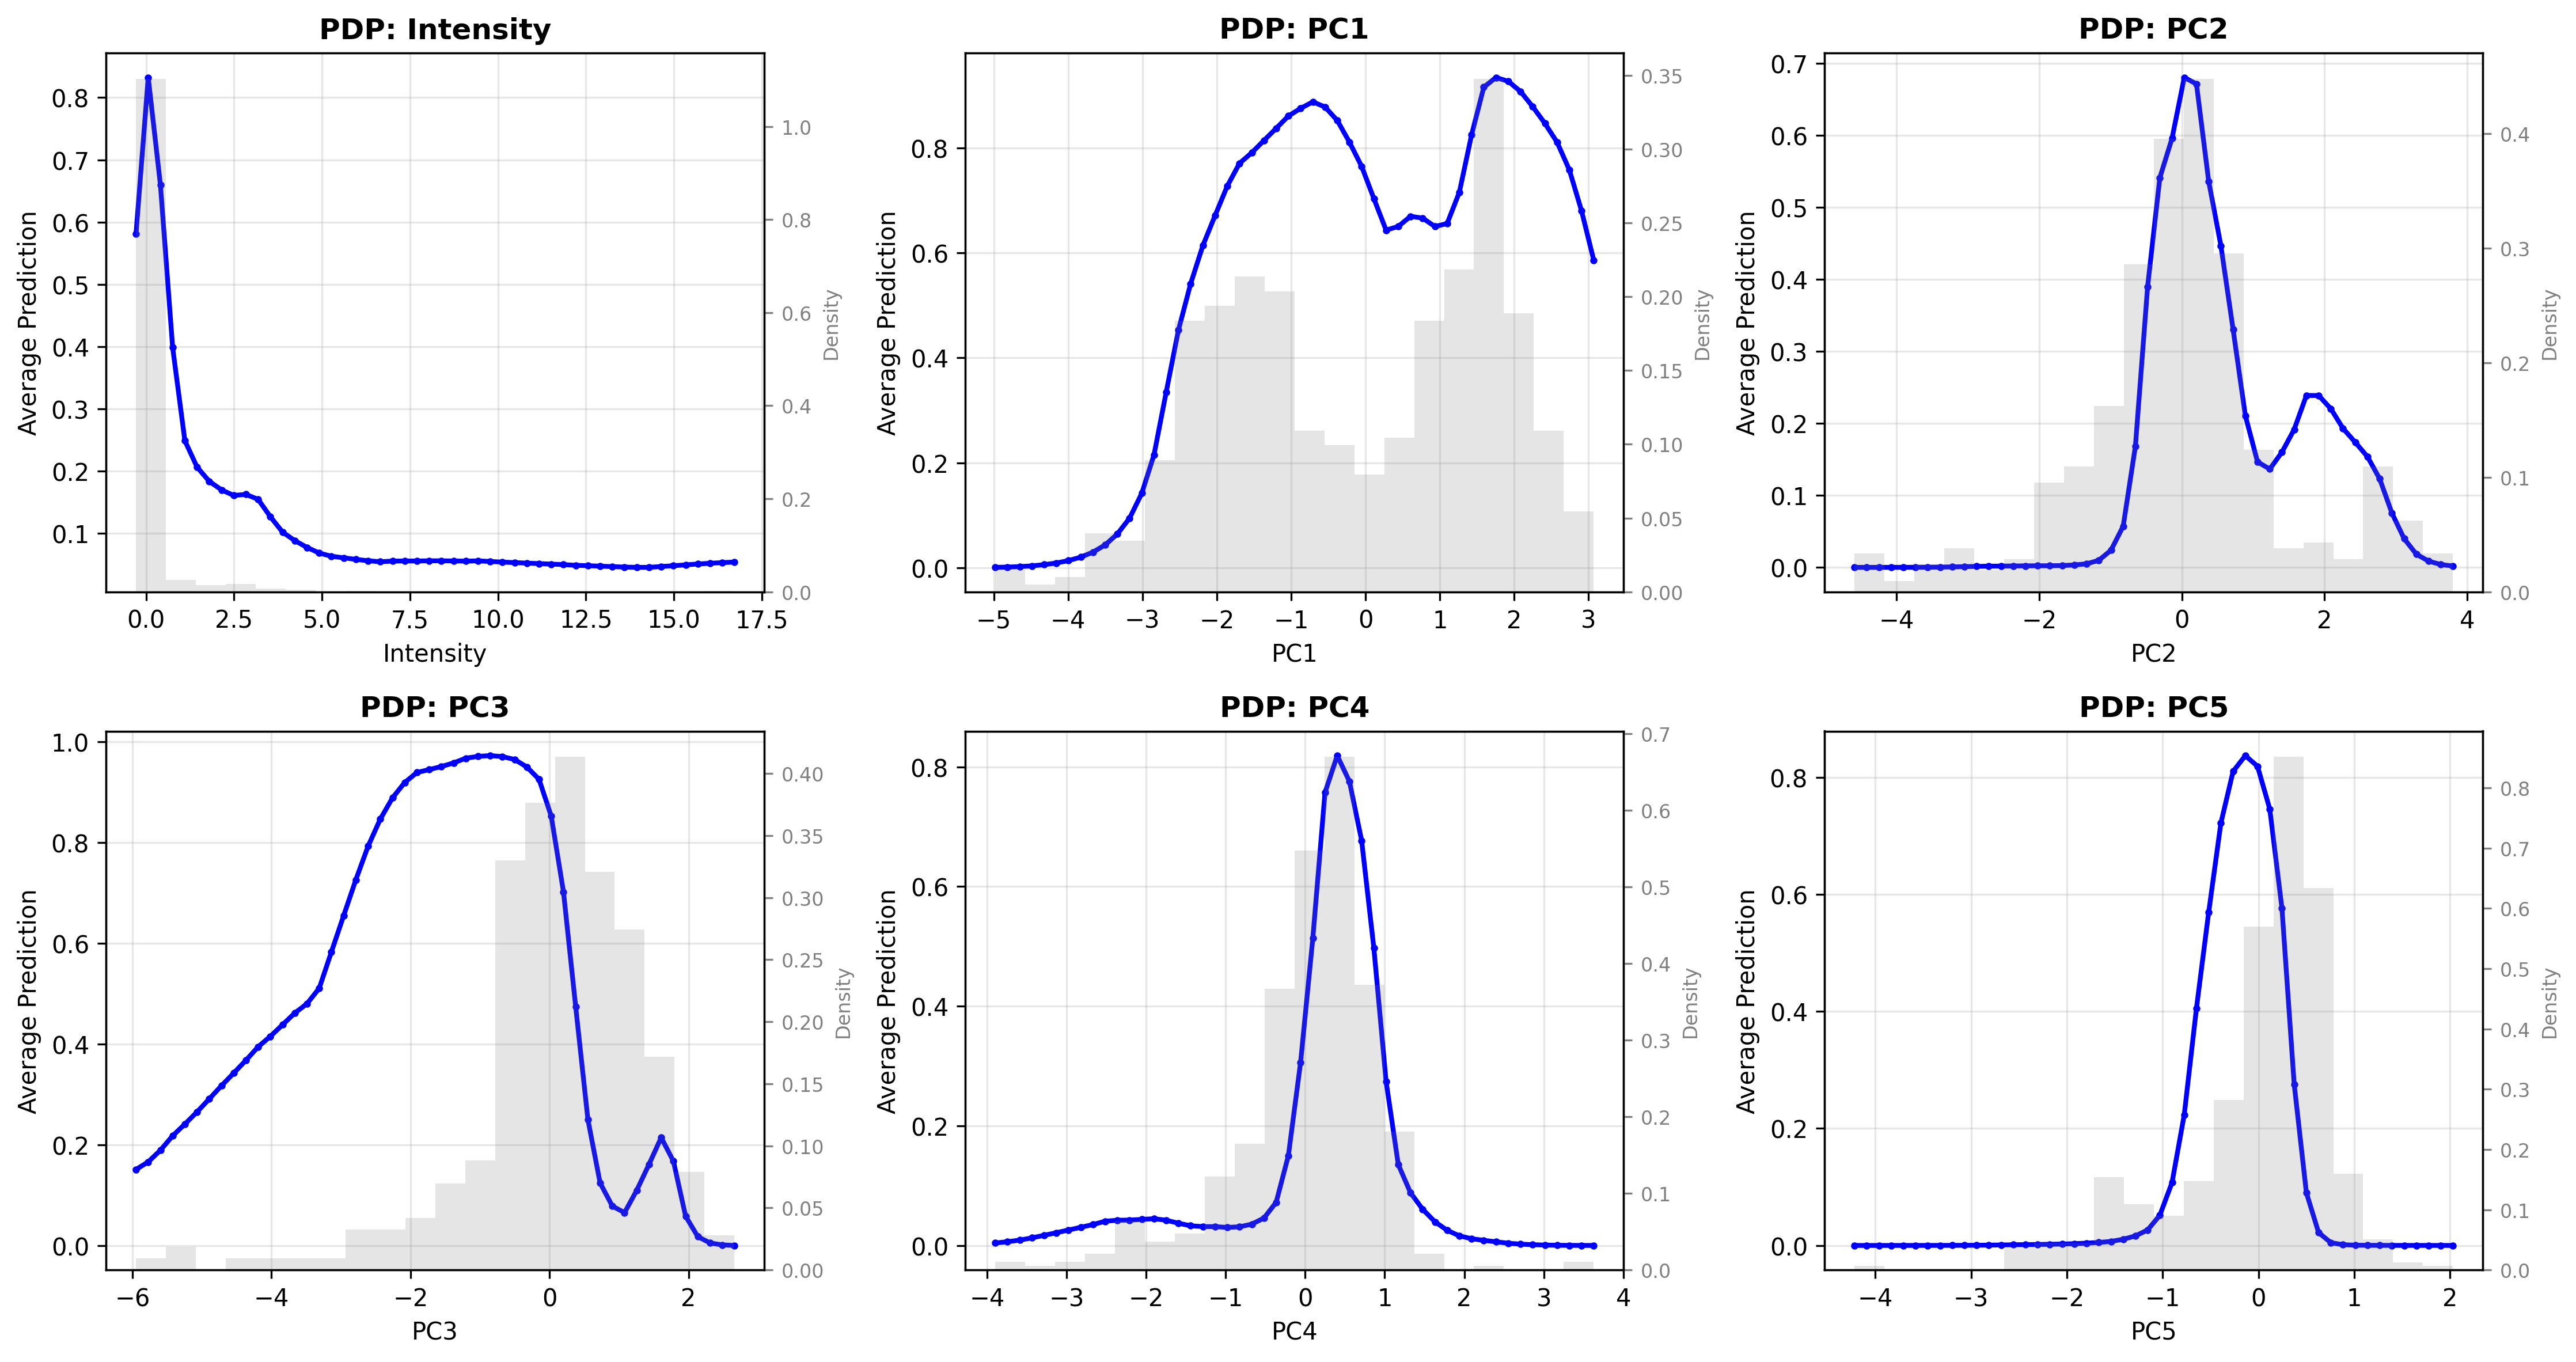 PDP: Intensity
Average Prediction
0.8
0.7
0.6
0.5
0.4
0.3
0.2
0.1
1.0
0.8
0.6
0.4
0.2
0.0
Density
0.0 2.5 5.0 7.5 10.0 12.5 15.0 17.5
Intensity
PDP: PC1
Average Prediction
0.8
0.6
0.4
0.2
0.0
0.35
0.30
0.25
0.20
0.15
0.10
0.05
0.00
Density
−5 −4 −3 −2 −1 0 1 2 3
PC1
PDP: PC2
Average Prediction
0.7
0.6
0.5
0.4
0.3
0.2
0.1
0.0
0.4
0.3
0.2
0.1
0.0
Density
−4 −2 0 2 4
PC2
PDP: PC3
Average Prediction
1.0
0.8
0.6
0.4
0.2
0.0
0.40
0.35
0.30
0.25
0.20
0.15
0.10
0.05
0.00
Density
−6 −4 −2 0 2
PC3
PDP: PC4
Average Prediction
0.8
0.6
0.4
0.2
0.0
0.7
0.6
0.5
0.4
0.3
0.2
0.1
0.0
Density
−4 −3 −2 −1 0 1 2 3 4
PC4
PDP: PC5
Average Prediction
0.8
0.6
0.4
0.2
0.0
0.8
0.7
0.6
0.5
0.4
0.3
0.2
0.1
0.0
Density
−4 −3 −2 −1 0 1 2
PC5